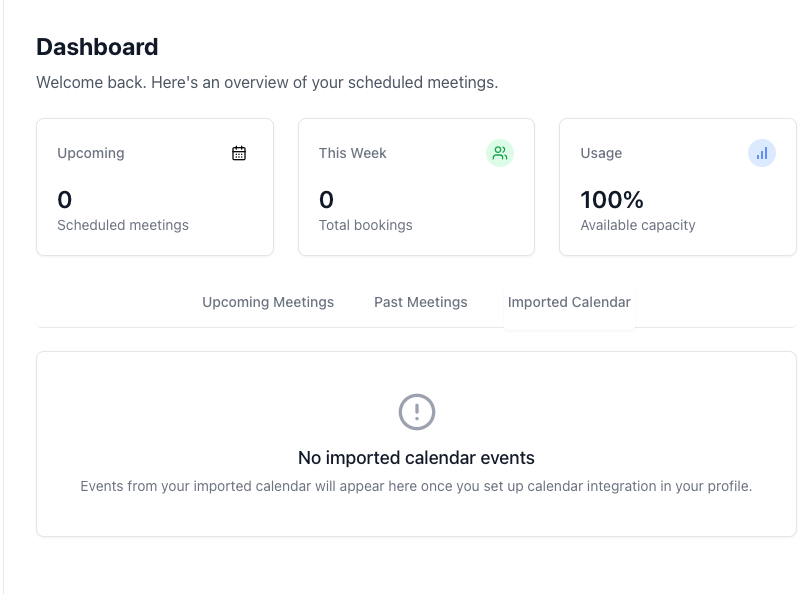 Dashboard
Welcome back. Here's an overview of your scheduled meetings.
Upcoming
0
Scheduled meetings
This Week
0
Total bookings
Usage
100%
Available capacity
Upcoming Meetings
Past Meetings
Imported Calendar
No imported calendar events
Events from your imported calendar will appear here once you set up calendar integration in your profile.